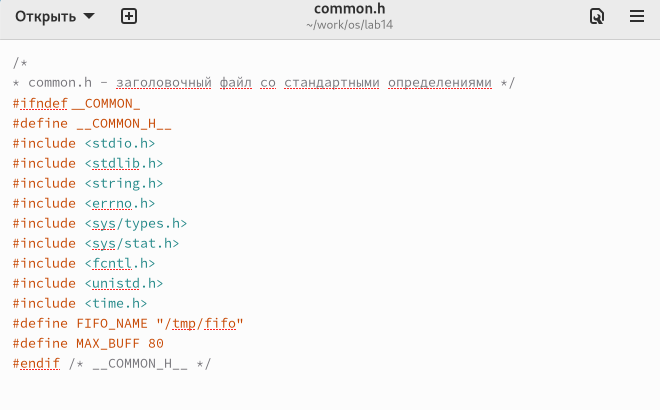 Открыть
common.h
~/work/os/lab14
/*
* common.h - заголовочный файл со стандартными определениями */
#ifndef __COMMON_
#define __COMMON_H__
#include <stdio.h>
#include <stdlib.h>
#include <string.h>
#include <errno.h>
#include <sys/types.h>
#include <sys/stat.h>
#include <fcntl.h>
#include <unistd.h>
#include <time.h>
#define FIFO_NAME "/tmp/fifo"
#define MAX_BUFF 80
#endif /* __COMMON_H__ */